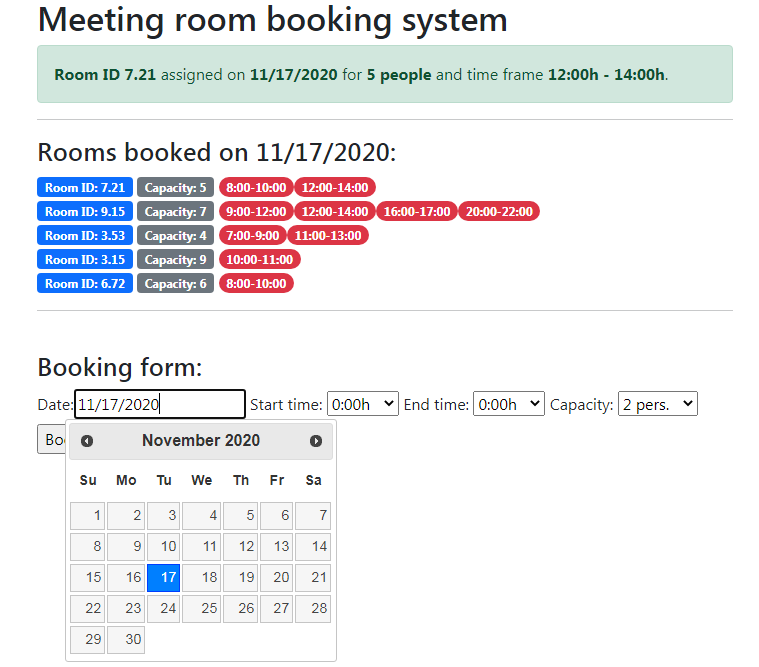 Meeting room booking system
Room ID 7.21 assigned on 11/17/2020 for 5 people and time frame 12:00h - 14:00h.
Rooms booked on 11/17/2020:
Room ID: 7.21 Capacity: 5 8:00-10:00 12:00-14:00
Room ID: 9.15 Capacity: 7 9:00-12:00 12:00-14:00 16:00-17:00 20:00-22:00
Room ID: 3.53 Capacity: 4 7:00-9:00 11:00-13:00
Room ID: 3.15 Capacity: 9 10:00-11:00
Room ID: 6.72 Capacity: 6 8:00-10:00
Booking form:
Date: 11/17/2020 Start time: 0:00h End time: 0:00h Capacity: 2 pers.
November 2020
Su Mo Tu We Th Fr Sa
1 2 3 4 5 6 7
8 9 10 11 12 13 14
15 16 17 18 19 20 21
22 23 24 25 26 27 28
29 30